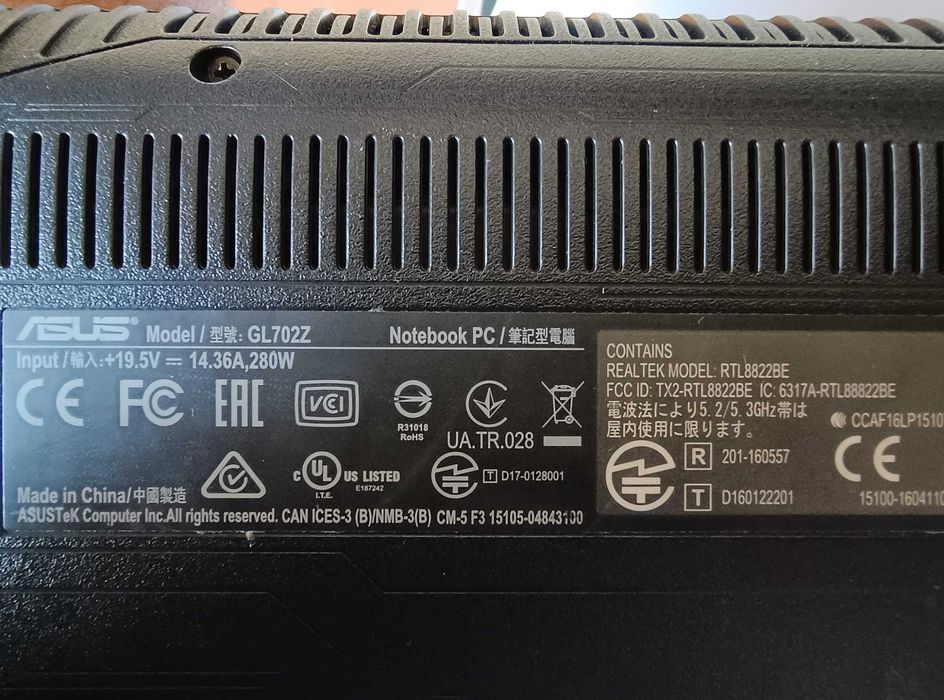 ASUS® Model / 型號: GL702Z Notebook PC / 筆記型電腦
Input / 輸入:+19.5V 14.36A,280W
CE FC EAC VCI
R31018
RoHS
UA.TR.028
c UL US LISTED
I.T.E. E187242
T D17-0128001
Made in China/中國製造
ASUSTeK Computer Inc.All rights reserved. CAN ICES-3 (B)/NMB-3(B) CM-5 F3 15105-04843100
CONTAINS
REALTEK MODEL: RTL8822BE
FCC ID: TX2-RTL8822BE IC: 6317A-RTL88822BE
電波法により5.2/5.3GHz帯は
屋内使用に限ります。
CCAF16LP1510
R 201-160557
CE
T D160122201
15100-1604110